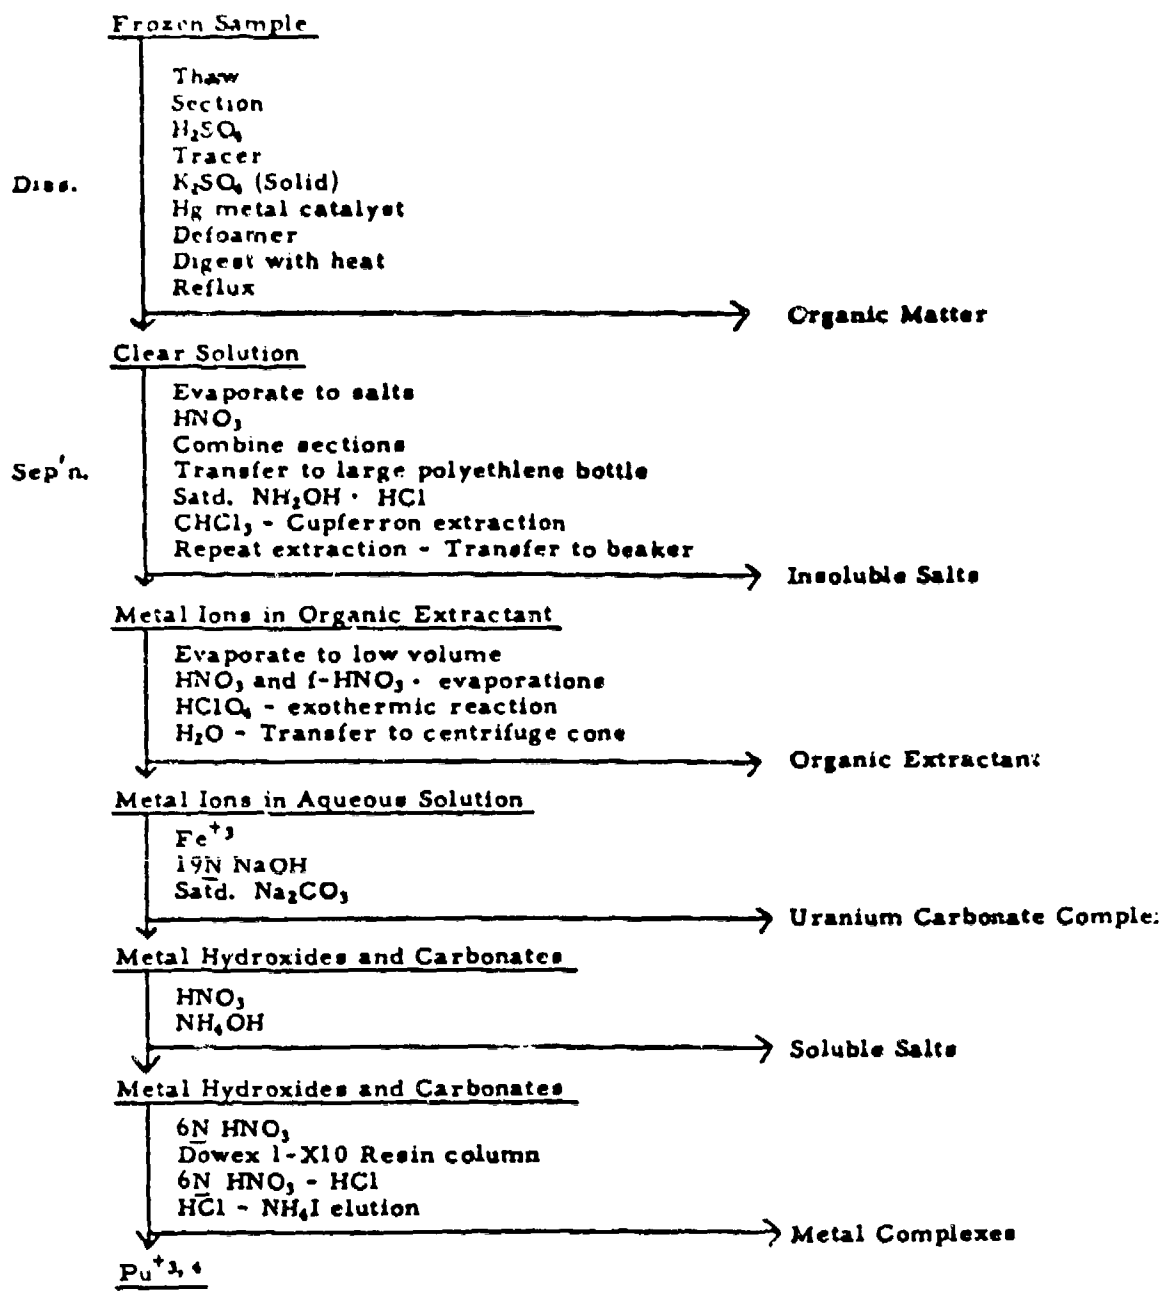 Frozen Sample
Thaw
Section
H₂SO₄
Tracer
Diss.
K₂SO₄ (Solid)
Hg metal catalyst
Defoamer
Digest with heat
Reflux
Organic Matter
Clear Solution
Evaporate to salts
HNO₃
Combine sections
Sep'n.
Transfer to large polyethlene bottle
Satd. NH₂OH · HCl
CHCl₃ - Cupferron extraction
Repeat extraction - Transfer to beaker
Insoluble Salts
Metal Ions in Organic Extractant
Evaporate to low volume
HNO₃ and f-HNO₃ · evaporations
HClO₄ - exothermic reaction
H₂O - Transfer to centrifuge cone
Organic Extractant
Metal Ions in Aqueous Solution
Fe⁺³
19N NaOH
Satd. Na₂CO₃
Uranium Carbonate Comple
Metal Hydroxides and Carbonates
HNO₃
NH₄OH
Soluble Salts
Metal Hydroxides and Carbonates
6N HNO₃
Dowex 1-X10 Resin column
6N HNO₃ - HCl
HCl - NH₄I elution
Metal Complexes
Pu⁺³,⁴